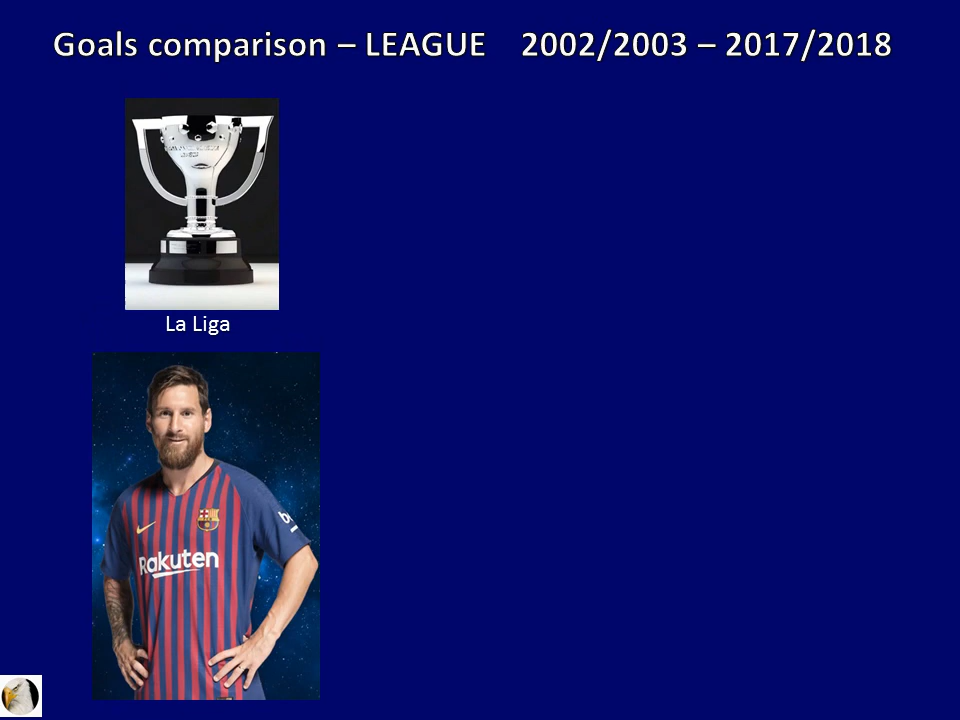 Goals comparison – LEAGUE 2002/2003 – 2017/2018
La Liga
Rakuten